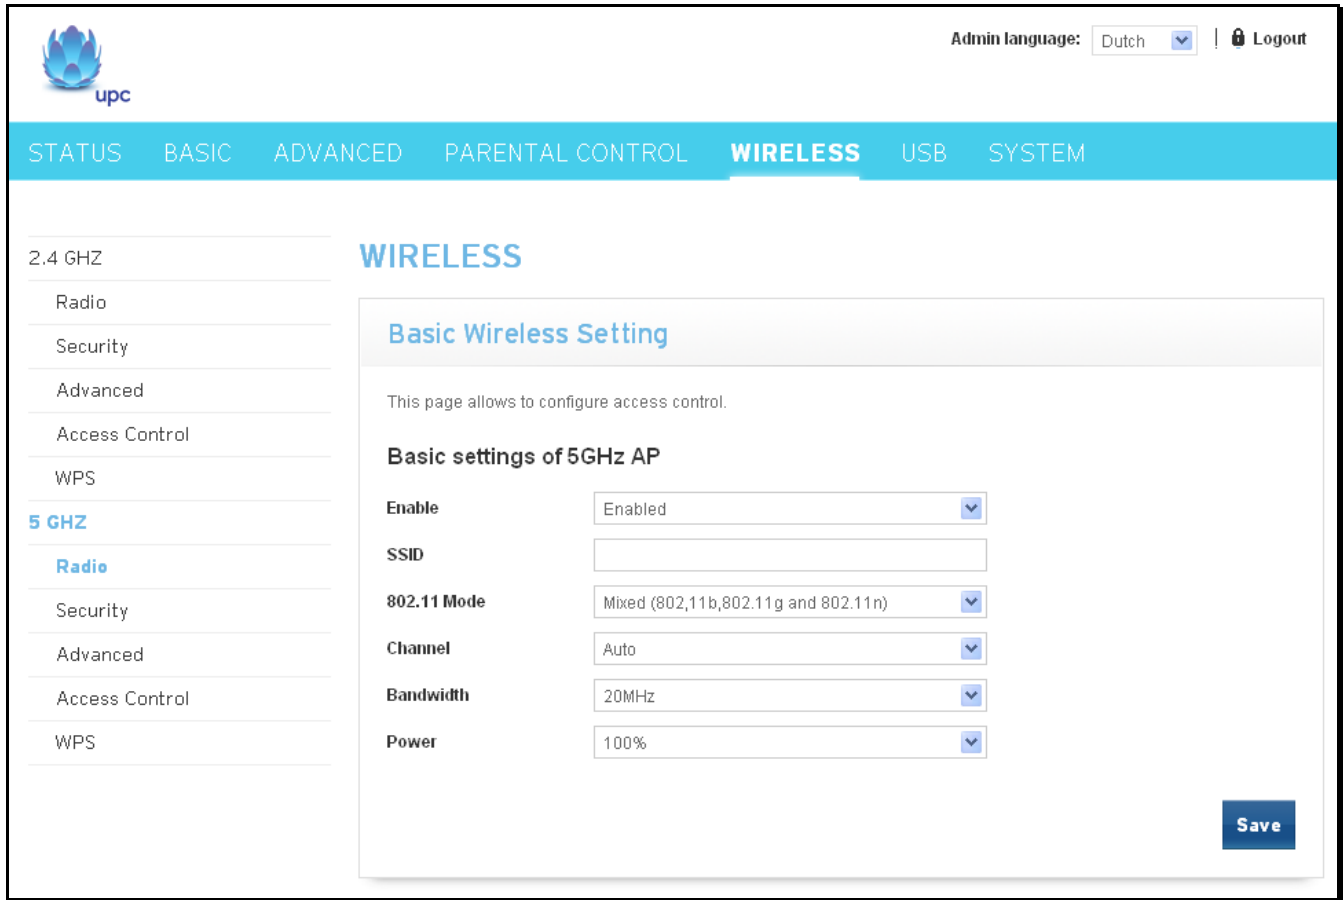 Admin language: Dutch | Logout
upc
STATUS BASIC ADVANCED PARENTAL CONTROL WIRELESS USB SYSTEM
2.4 GHZ
Radio
Security
Advanced
Access Control
WPS
5 GHZ
Radio
Security
Advanced
Access Control
WPS
WIRELESS
Basic Wireless Setting
This page allows to configure access control.
Basic settings of 5GHz AP
Enable Enabled
SSID
802.11 Mode Mixed (802,11b,802.11g and 802.11n)
Channel Auto
Bandwidth 20MHz
Power 100%
Save